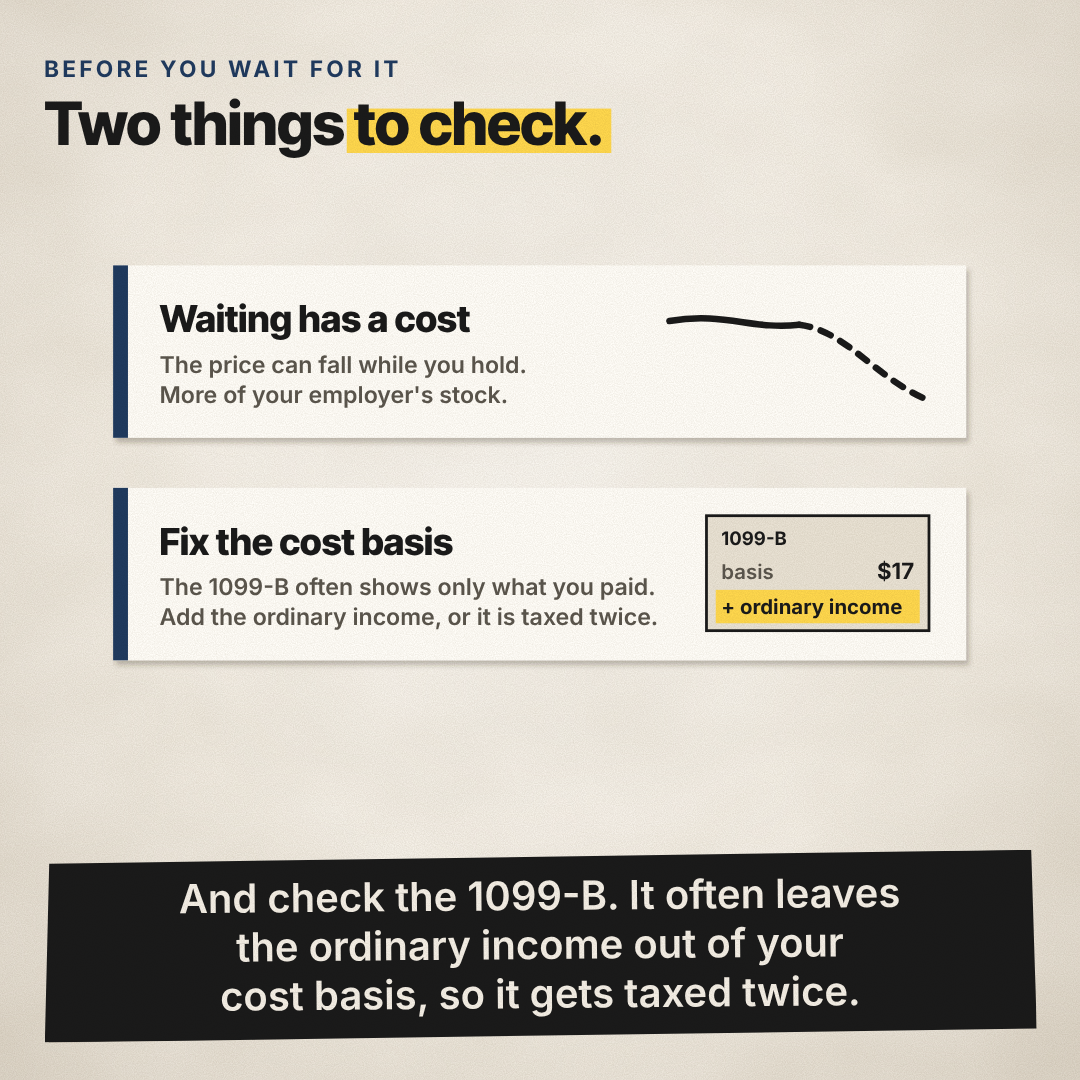 BEFORE YOU WAIT FOR IT
Two things to check.
Waiting has a cost
The price can fall while you hold.
More of your employer's stock.
Fix the cost basis
The 1099-B often shows only what you paid.
Add the ordinary income, or it is taxed twice.
1099-B
basis $17
+ ordinary income
And check the 1099-B. It often leaves
the ordinary income out of your
cost basis, so it gets taxed twice.